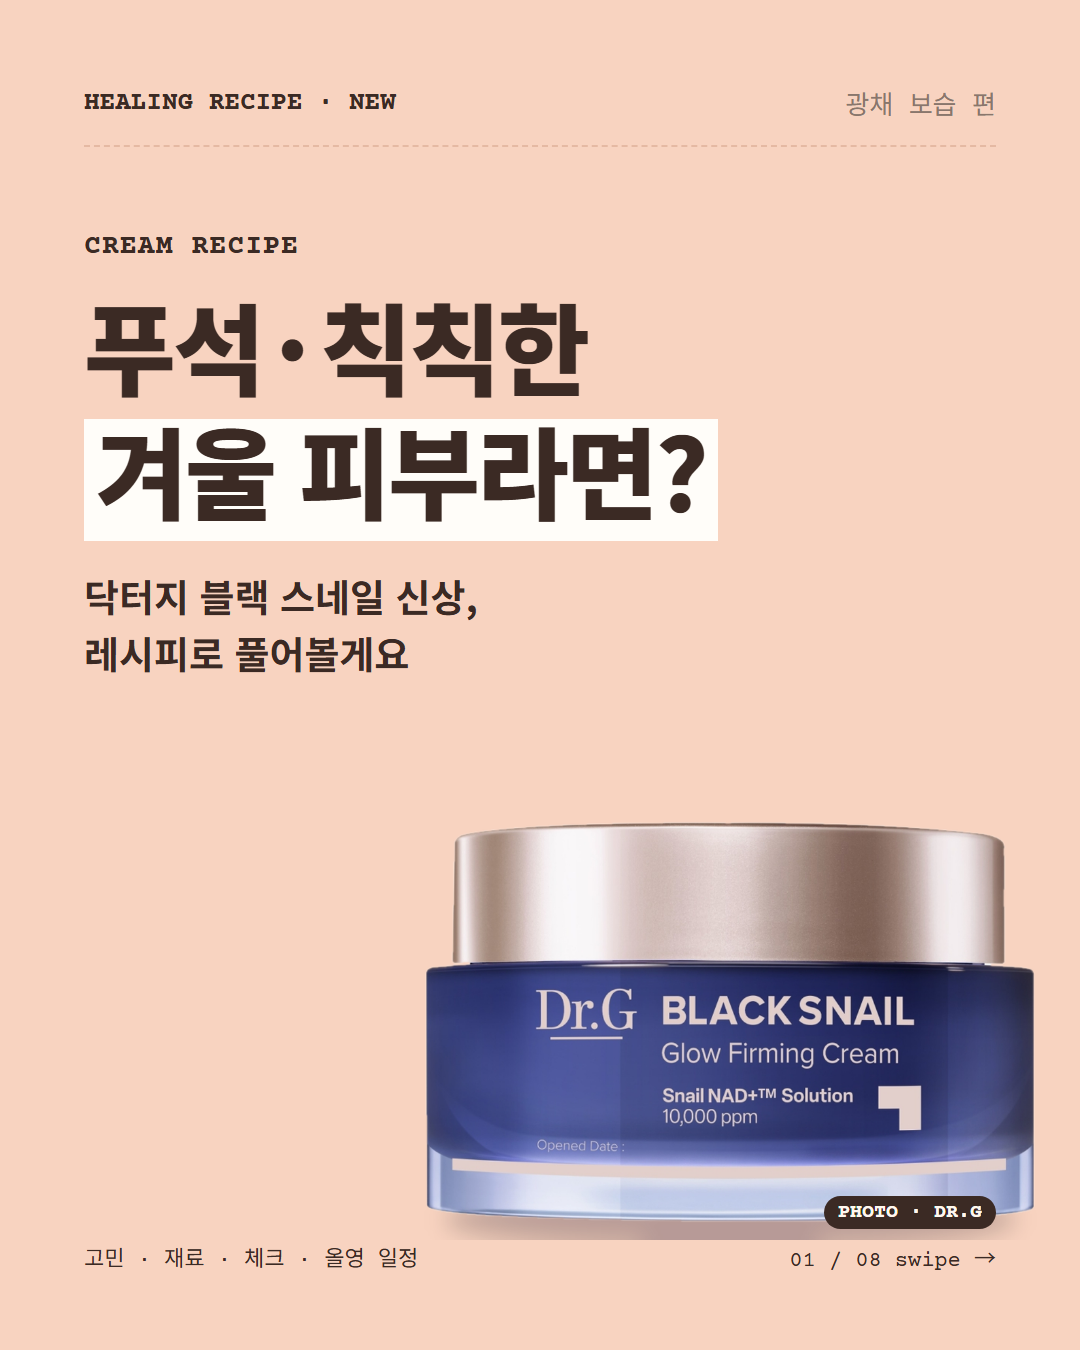 HEALING RECIPE · NEW
광채 보습 편
CREAM RECIPE
푸석·칙칙한
겨울 피부라면?
닥터지 블랙 스네일 신상,
레시피로 풀어볼게요
Dr.G
BLACK SNAIL
Glow Firming Cream
Snail NAD+™ Solution
10,000 ppm
Opened Date :
PHOTO · DR.G
고민 · 재료 · 체크 · 올영 일정
01 / 08 swipe →